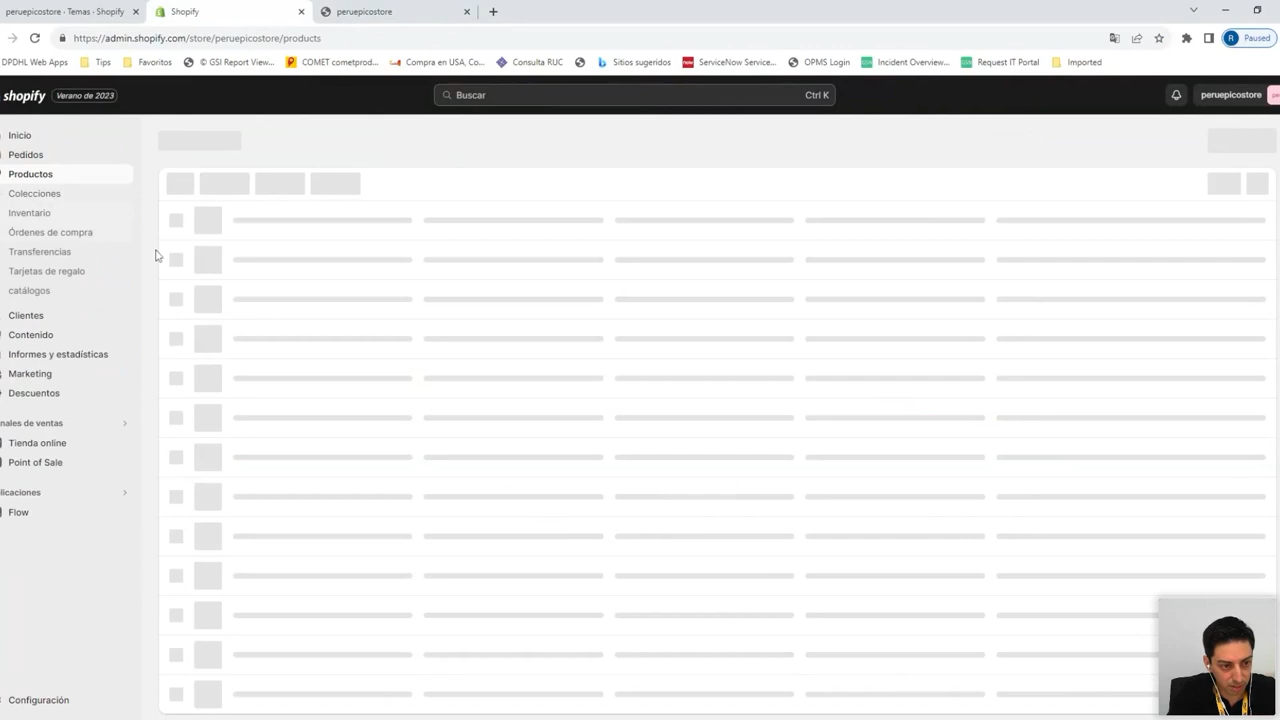 peruepicostore · Temas · Shopify
Shopify
peruepicostore
https://admin.shopify.com/store/peruepicostore/products
Paused
DPDHL Web Apps
Tips
Favoritos
© GSI Report View...
COMET cometprod...
Compra en USA, Co...
Consulta RUC
Sitios sugeridos
ServiceNow Service...
OPMS Login
Incident Overview...
Request IT Portal
Imported
shopify
Verano de 2023
Buscar
Ctrl K
peruepicostore
Inicio
Pedidos
Productos
Colecciones
Inventario
Órdenes de compra
Transferencias
Tarjetas de regalo
catálogos
Clientes
Contenido
Informes y estadísticas
Marketing
Descuentos
nales de ventas
Tienda online
Point of Sale
licaciones
Flow
Configuración